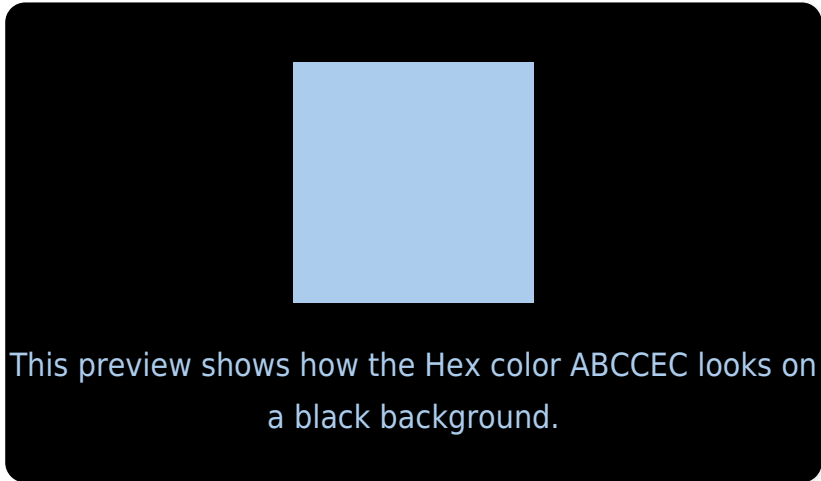 This preview shows how the Hex color ABCCEC looks on
a black background.